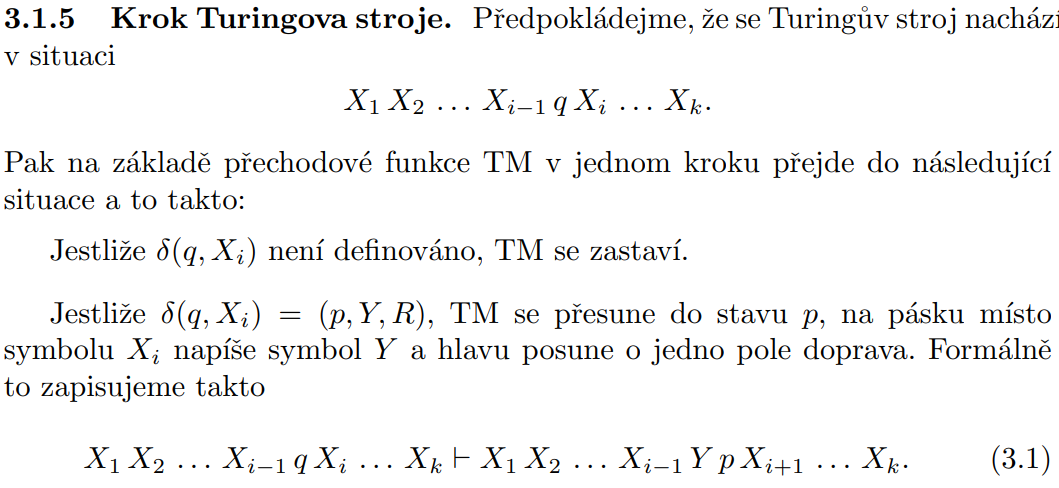 3.1.5 Krok Turingova stroje. Předpokládejme, že se Turingův stroj nachází
v situaci
X₁ X₂ … Xᵢ₋₁ q Xᵢ … Xₖ.
Pak na základě přechodové funkce TM v jednom kroku přejde do následující
situace a to takto:
Jestliže δ(q, Xᵢ) není definováno, TM se zastaví.
Jestliže δ(q, Xᵢ) = (p, Y, R), TM se přesune do stavu p, na pásku místo
symbolu Xᵢ napíše symbol Y a hlavu posune o jedno pole doprava. Formálně
to zapisujeme takto
X₁ X₂ … Xᵢ₋₁ q Xᵢ … Xₖ ⊢ X₁ X₂ … Xᵢ₋₁ Y p Xᵢ₊₁ … Xₖ. (3.1)